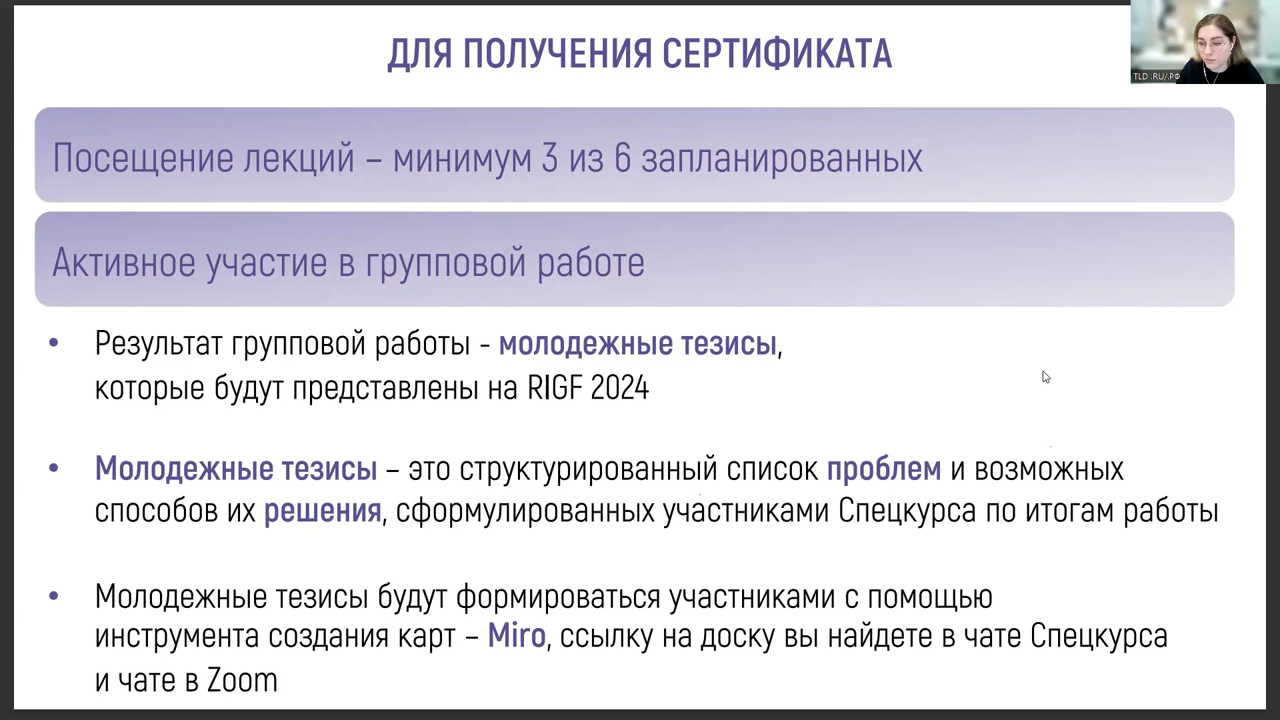 ДЛЯ ПОЛУЧЕНИЯ СЕРТИФИКАТА
TLD .RU/.РФ
Посещение лекций – минимум 3 из 6 запланированных
Активное участие в групповой работе
• Результат групповой работы - молодежные тезисы,
которые будут представлены на RIGF 2024
• Молодежные тезисы – это структурированный список проблем и возможных
способов их решения, сформулированных участниками Спецкурса по итогам работы
• Молодежные тезисы будут формироваться участниками с помощью
инструмента создания карт – Miro, ссылку на доску вы найдете в чате Спецкурса
и чате в Zoom